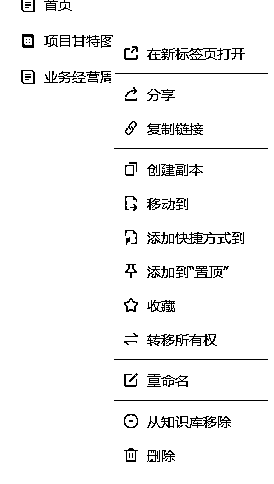 首页
项目甘特图
业务经营
在新标签页打开
分享
复制链接
创建副本
移动到
添加快捷方式到
添加到“置顶”
收藏
转移所有权
重命名
从知识库移除
删除